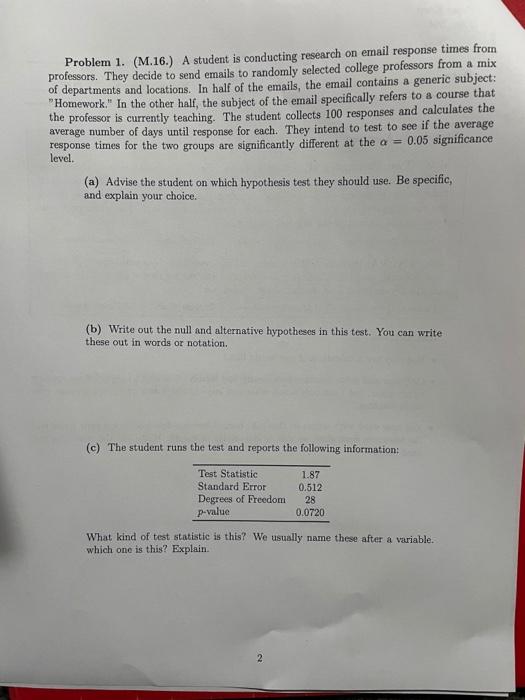 Problem 1. (M.16.) A student is conducting research on email response times from
professors. They decide to send emails to randomly selected college professors from a mix
of departments and locations. In half of the emails, the email contains a generic subject:
"Homework." In the other half, the subject of the email specifically refers to a course that
the professor is currently teaching. The student collects 100 responses and calculates the
average number of days until response for each. They intend to test to see if the average
response times for the two groups are significantly different at the α = 0.05 significance
level.
(a) Advise the student on which hypothesis test they should use. Be specific,
and explain your choice.
(b) Write out the null and alternative hypotheses in this test. You can write
these out in words or notation.
(c) The student runs the test and reports the following information:
Test Statistic 1.87
Standard Error 0.512
Degrees of Freedom 28
p-value 0.0720
What kind of test statistic is this? We usually name these after a variable.
which one is this? Explain.
2